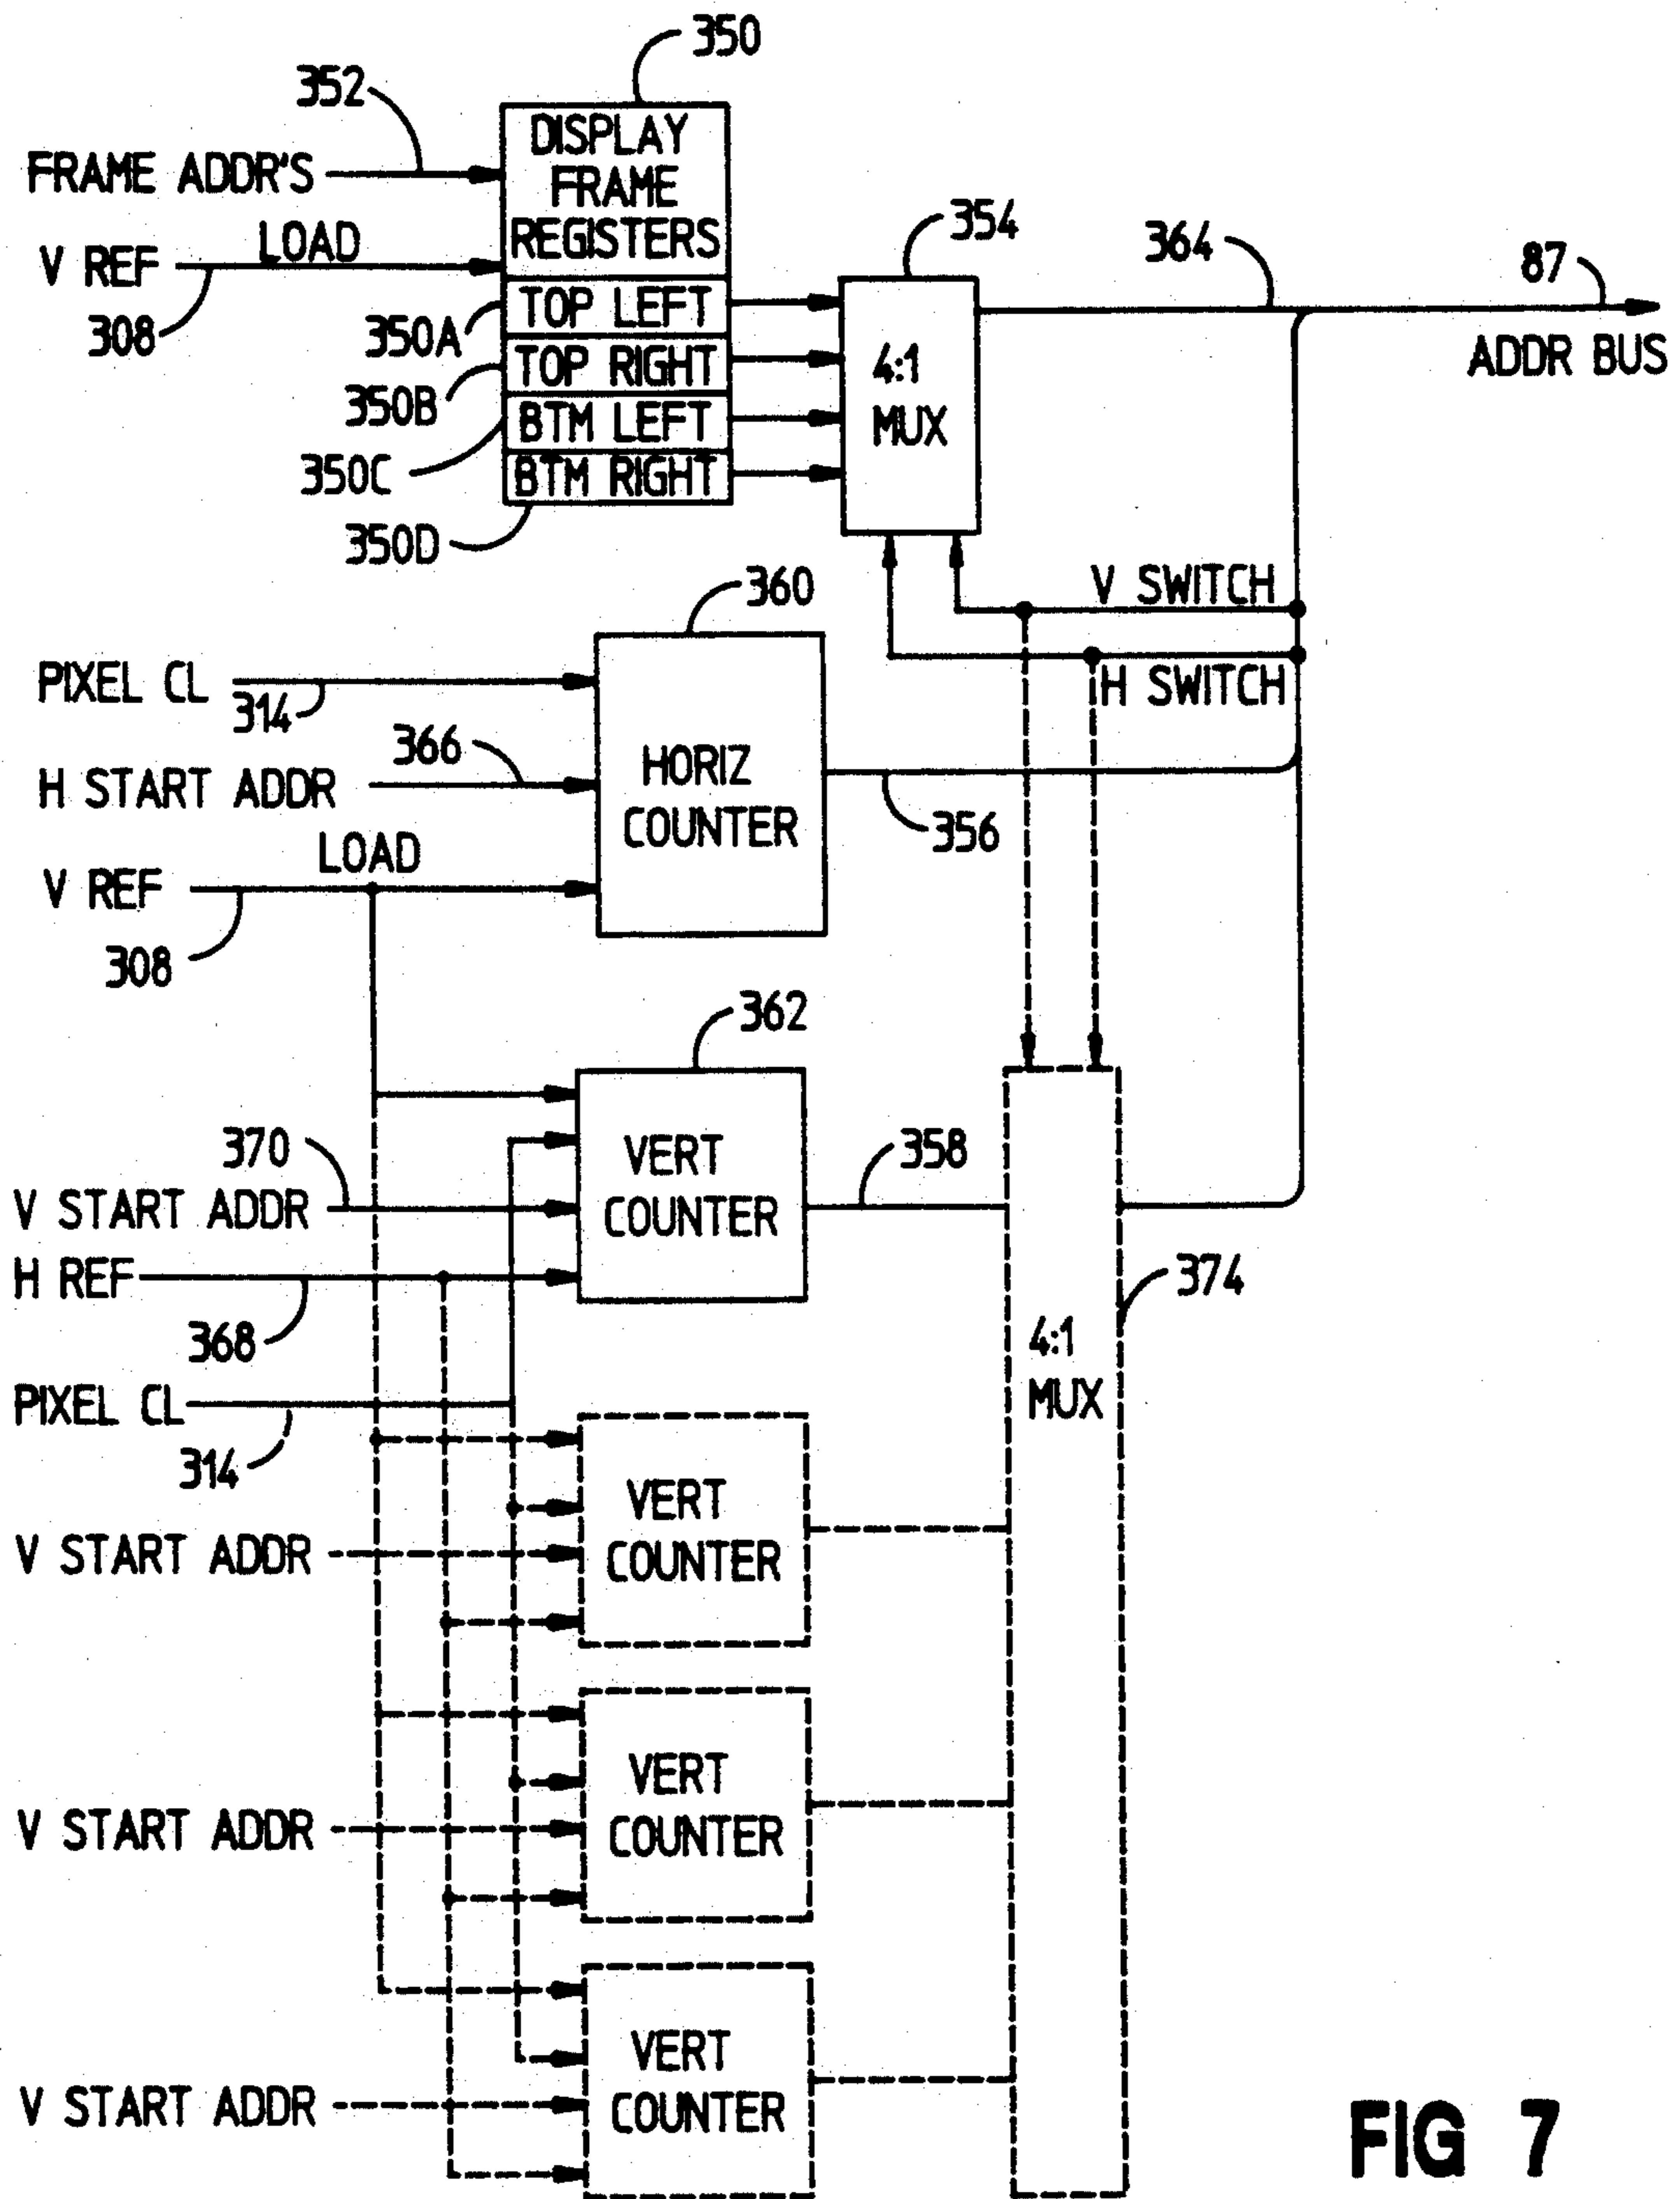 350
352
DISPLAY
FRAME
REGISTERS
FRAME ADDR'S
V REF
LOAD
308
354
364
87
ADDR BUS
350A
TOP LEFT
350B
TOP RIGHT
350C
BTM LEFT
350D
BTM RIGHT
4:1
MUX
V SWITCH
H SWITCH
360
PIXEL CL
314
366
H START ADDR
HORIZ
COUNTER
356
LOAD
V REF
308
362
370
VERT
COUNTER
358
V START ADDR
H REF
368
374
4:1
MUX
PIXEL CL
314
VERT
COUNTER
V START ADDR
VERT
COUNTER
V START ADDR
VERT
COUNTER
V START ADDR
FIG 7